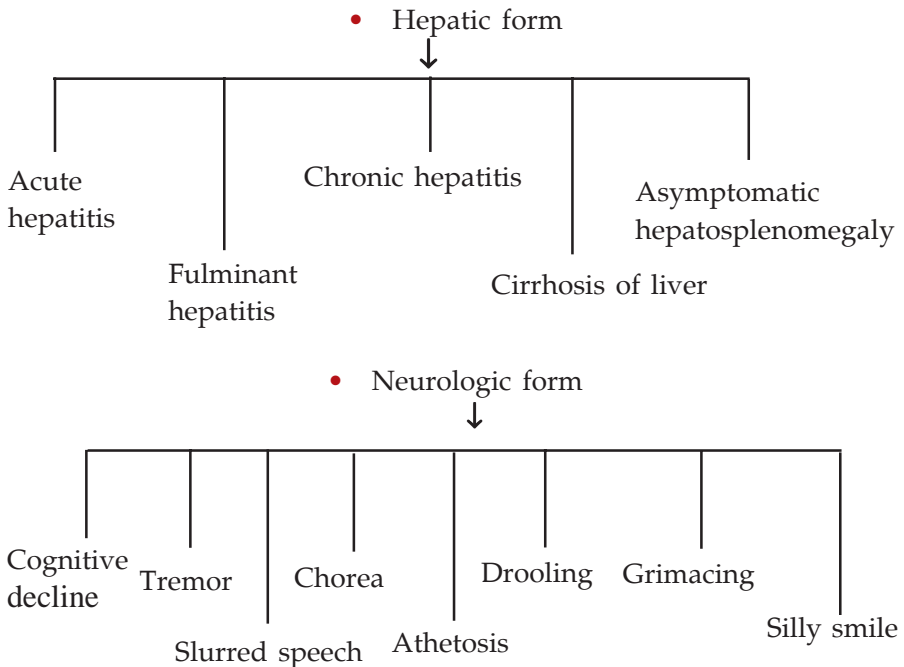 • Hepatic form
Acute
hepatitis
Fulminant
hepatitis
Chronic hepatitis
Cirrhosis of liver
Asymptomatic
hepatosplenomegaly
• Neurologic form
Cognitive
decline
Tremor
Slurred speech
Chorea
Athetosis
Drooling
Grimacing
Silly smile